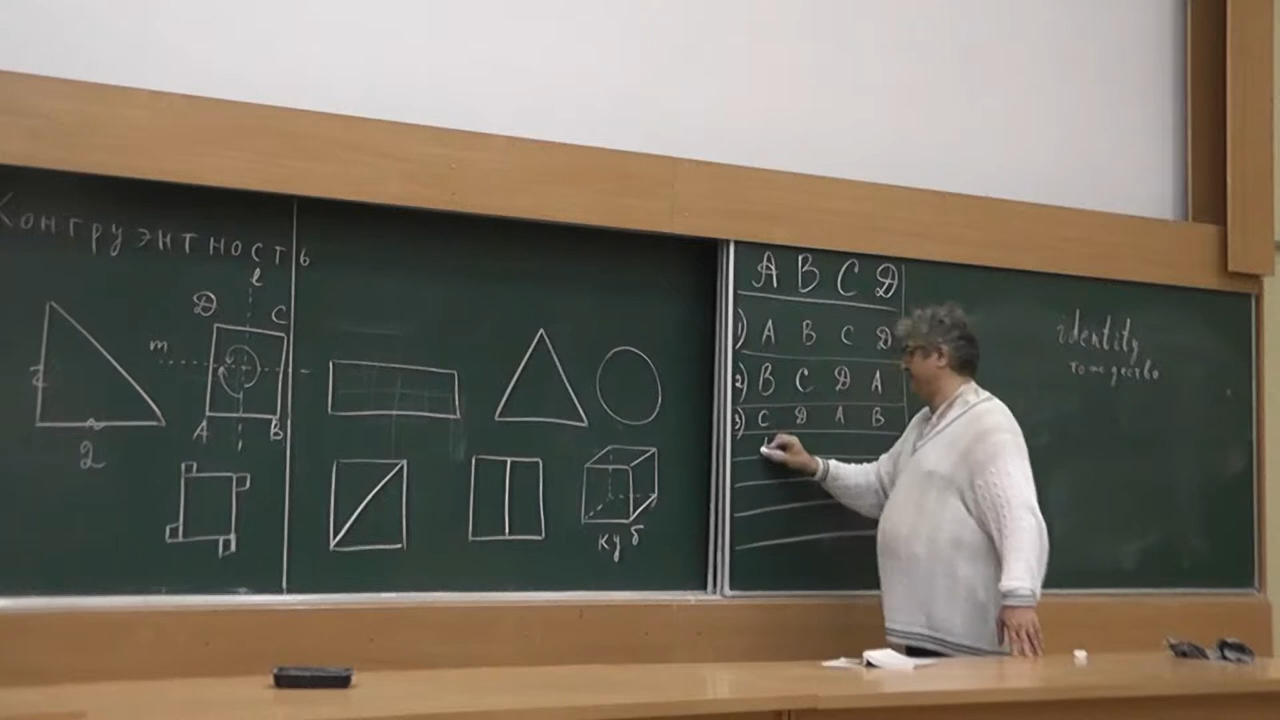 Конгруэнтность
l
D C
m
A B
2
куб
A B C D
1) A B C D
2) B C D A
3) C D A B
identity
тождество